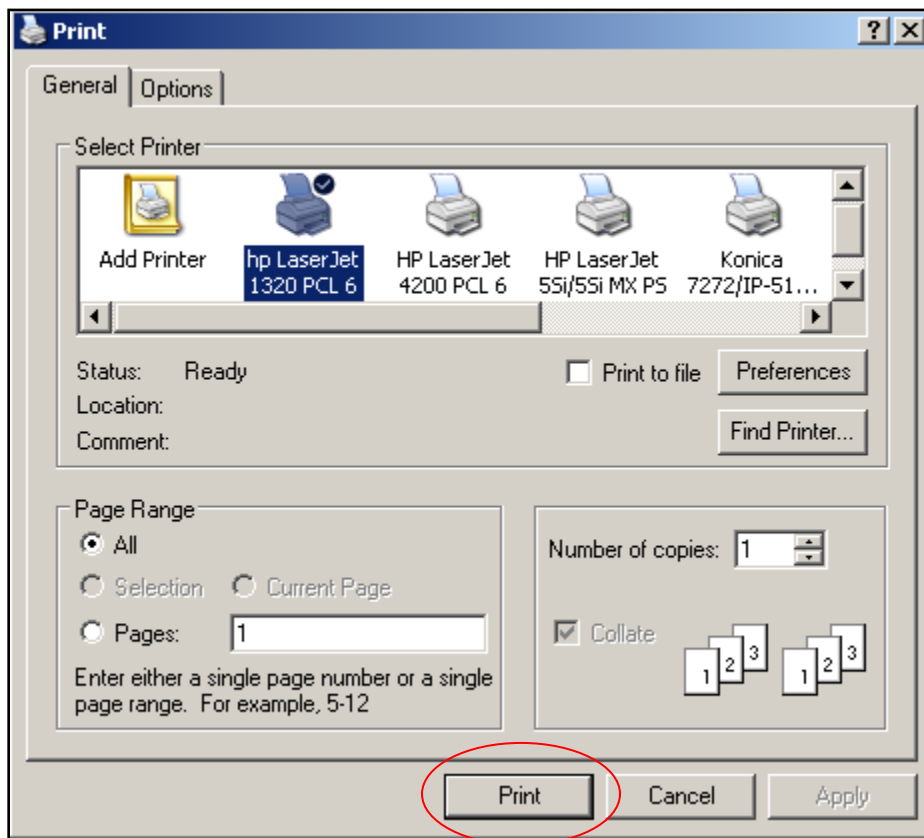 Print
General Options
Select Printer
Add Printer
hp LaserJet
1320 PCL 6
HP LaserJet
4200 PCL 6
HP LaserJet
5Si/5Si MX PS
Konica
7272/IP-51...
Status: Ready
Print to file
Preferences
Location:
Comment:
Find Printer...
Page Range
All
Selection Current Page
Pages: 1
Enter either a single page number or a single
page range. For example, 5-12
Number of copies: 1
Collate
1 2 3 1 2 3
Print Cancel Apply